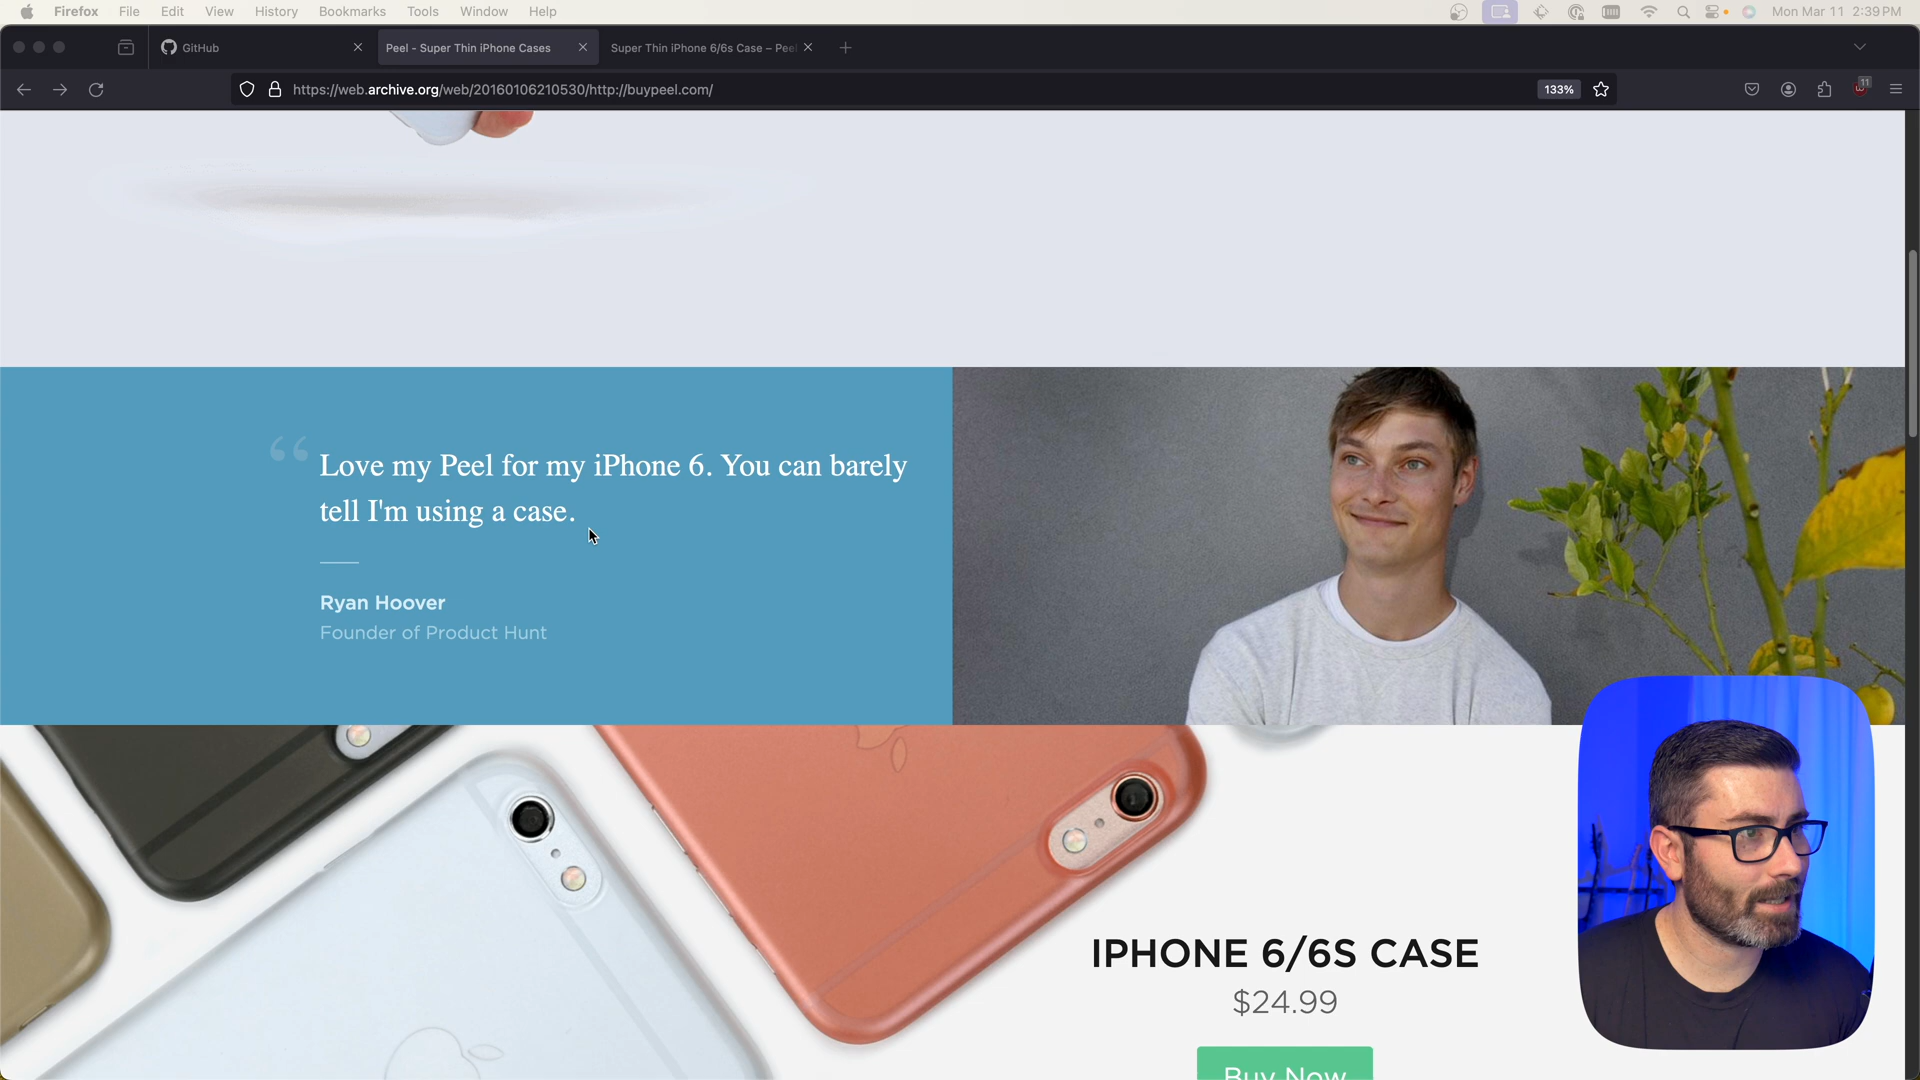 Firefox File Edit View History Bookmarks Tools Window Help Mon Mar 11 2:39 PM
GitHub Peel - Super Thin iPhone Cases Super Thin iPhone 6/6s Case – Peel
https://web.archive.org/web/20160106210530/http://buypeel.com/ 133% 11
“ Love my Peel for my iPhone 6. You can barely
tell I'm using a case.
Ryan Hoover
Founder of Product Hunt
IPHONE 6/6S CASE
$24.99
Buy Now